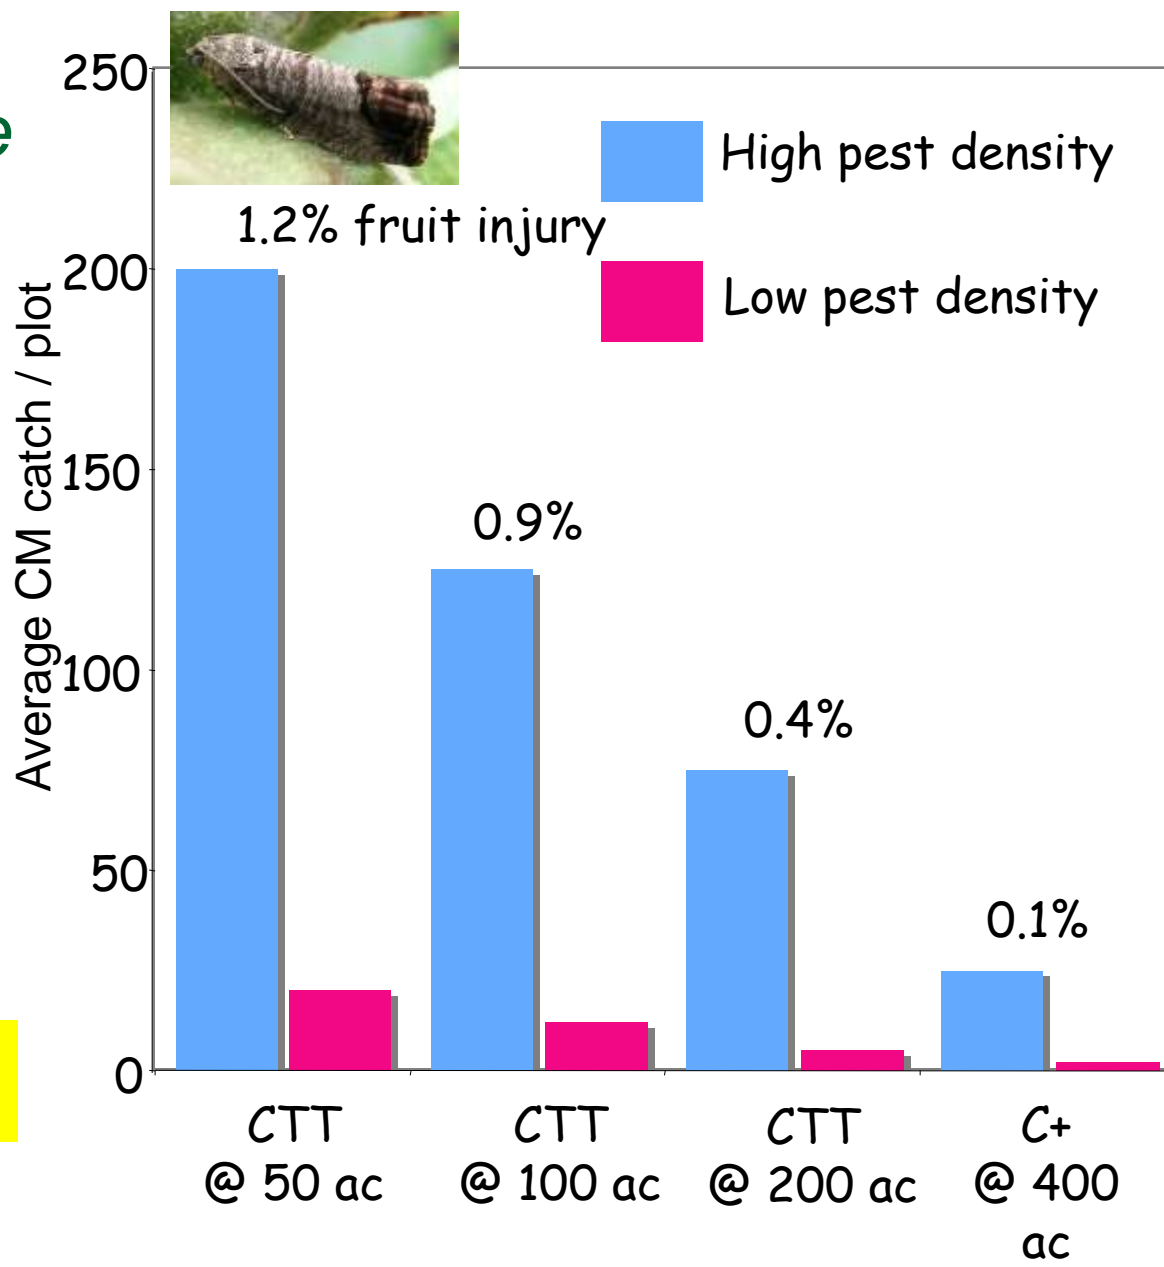 e
250
200
150
100
50
0
Average CM catch / plot
1.2% fruit injury
High pest density
Low pest density
0.9%
0.4%
0.1%
CTT
@ 50 ac
CTT
@ 100 ac
CTT
@ 200 ac
C+
@ 400
ac